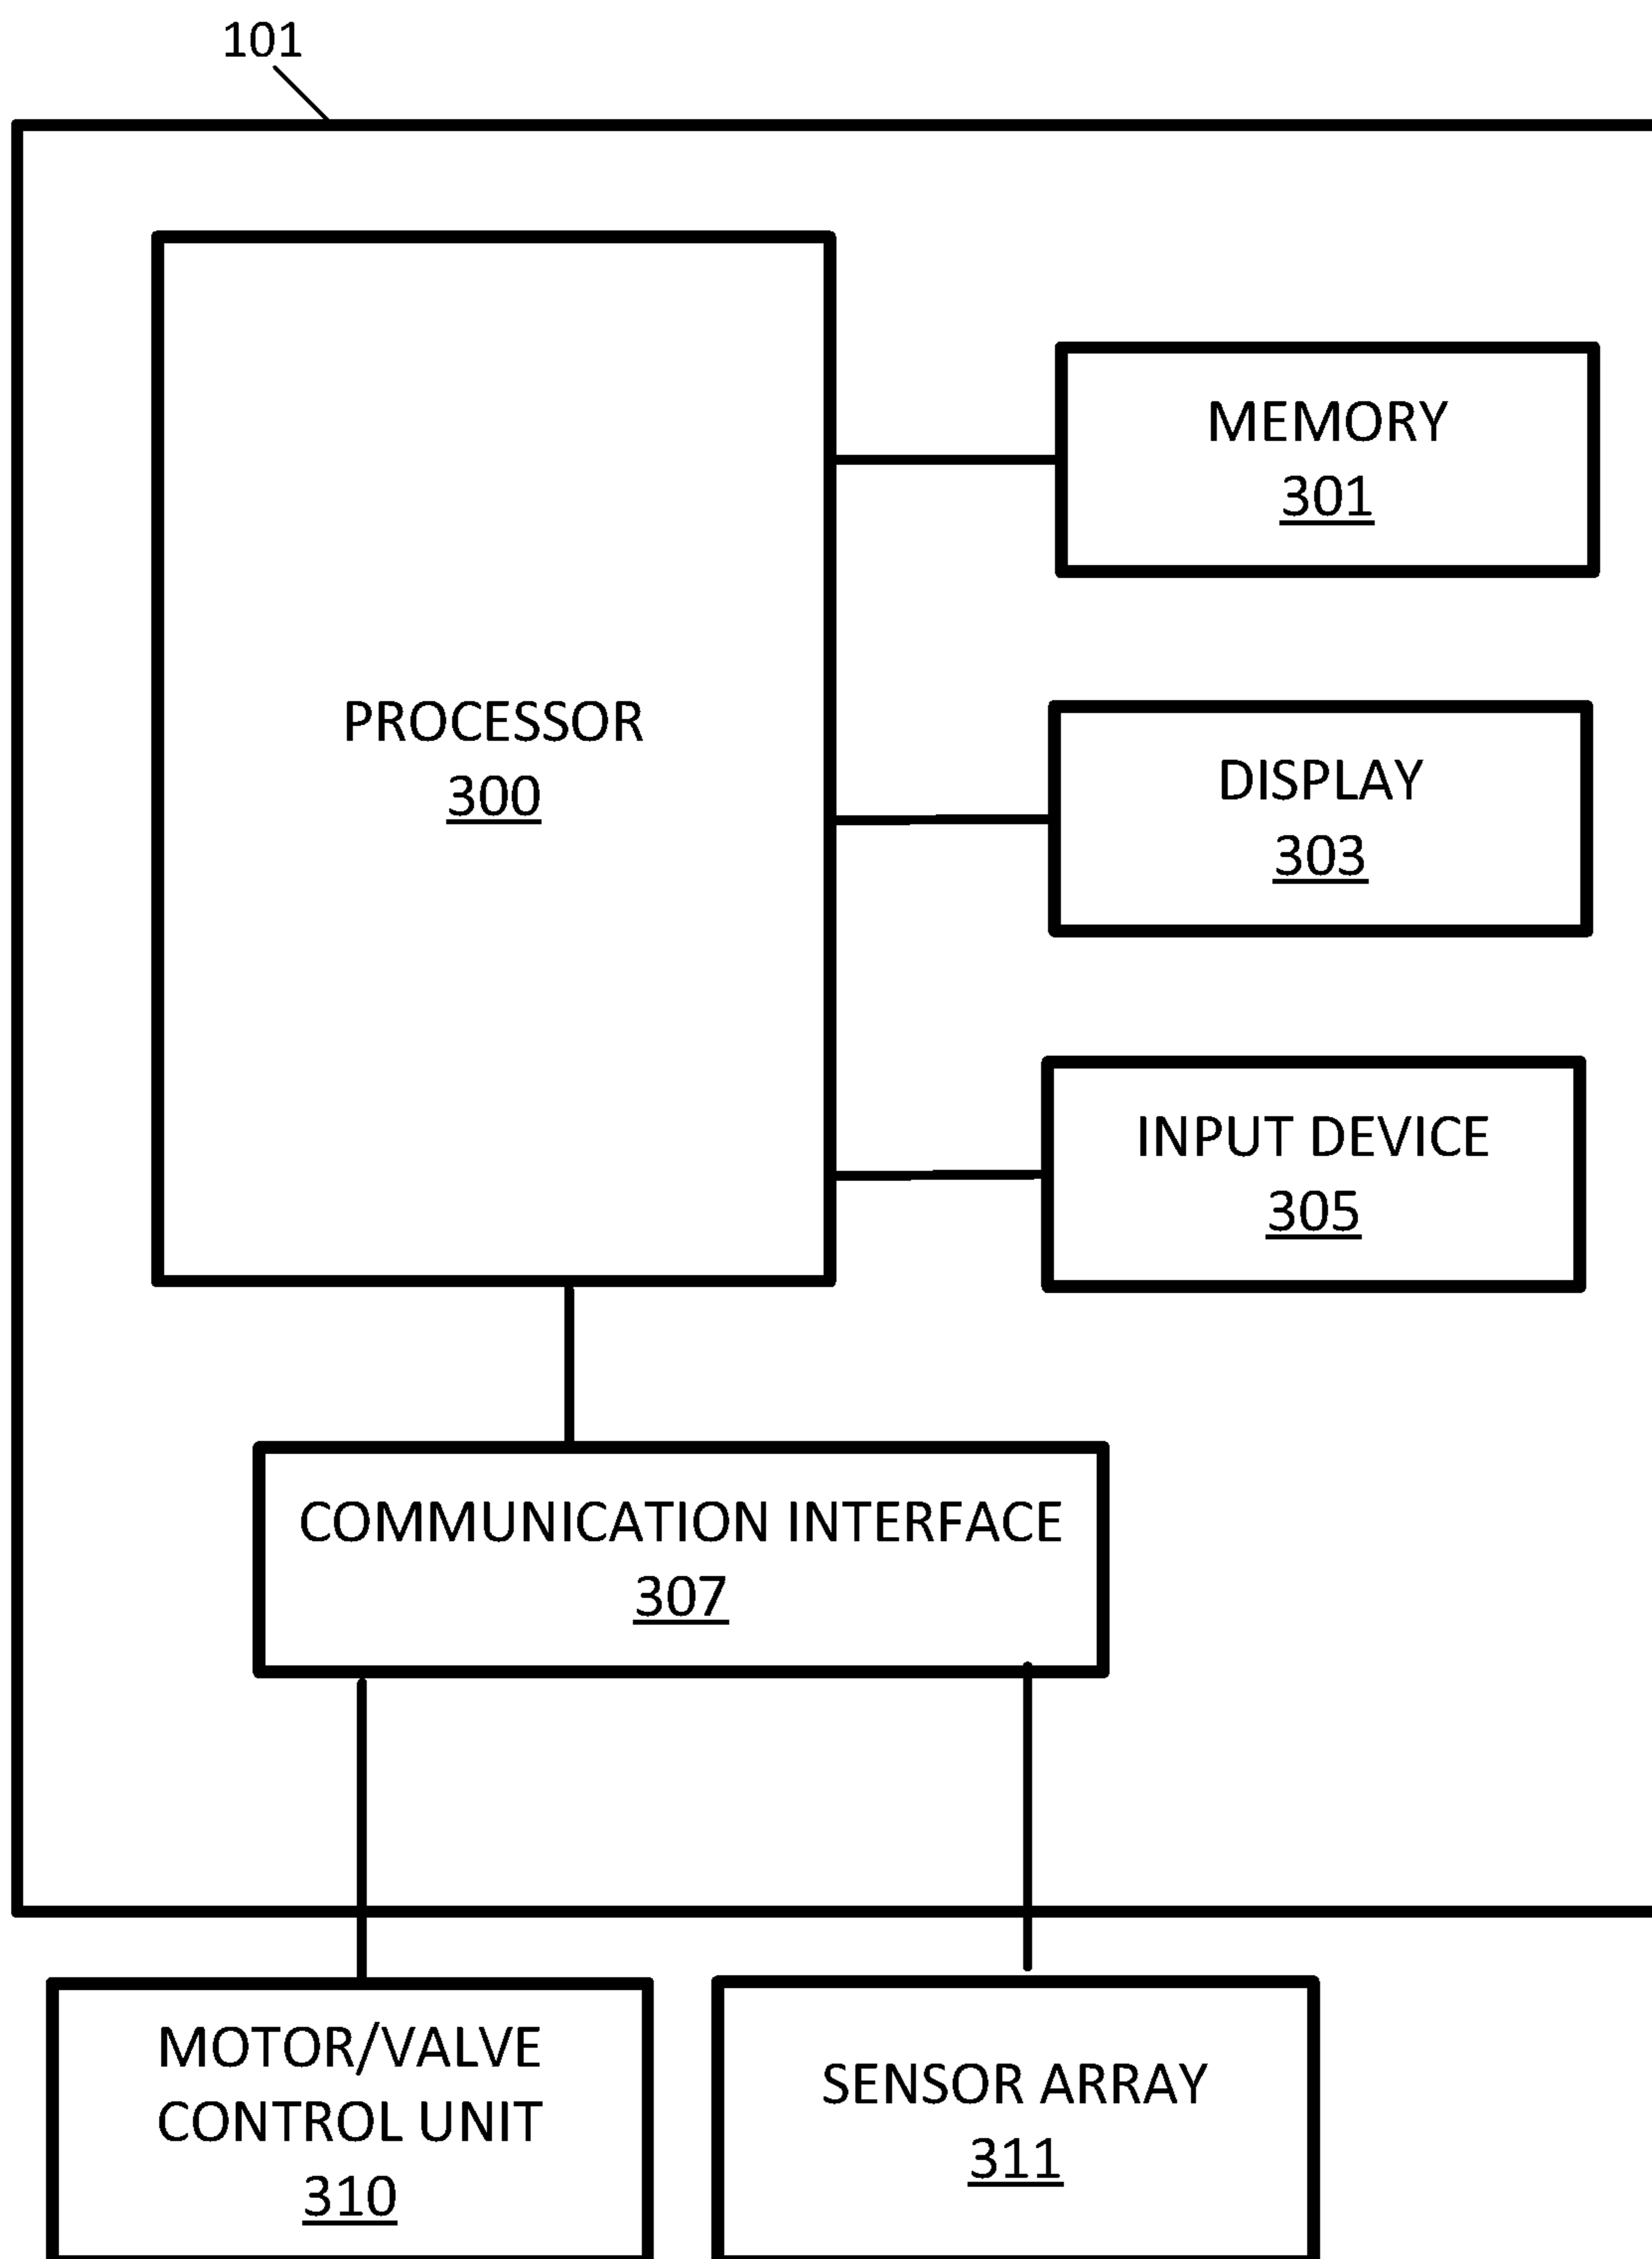 101
PROCESSOR
300
MEMORY
301
DISPLAY
303
INPUT DEVICE
305
COMMUNICATION INTERFACE
307
MOTOR/VALVE
CONTROL UNIT
310
SENSOR ARRAY
311